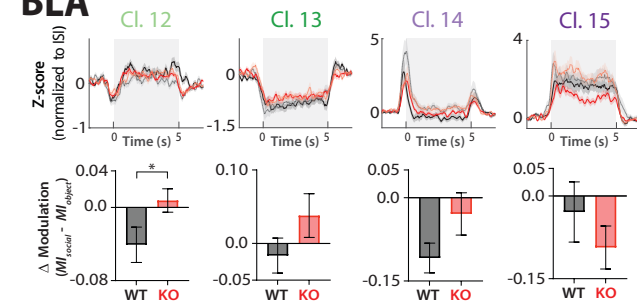 BLA
Cl. 12 Cl. 13 Cl. 14 Cl. 15
Z-score
(normalized to ISI)
0
-1
0
-1.5
5
0
4
0
0 Time (s) 5
0 Time (s) 5
0 Time (s) 5
0 Time (s) 5
Δ Modulation
(MIsocial - MIobject)
0.04
0.0
-0.08
*
WT KO
0.10
0.0
-0.05
WT KO
0.05
0.0
-0.15
WT KO
0.05
0.0
-0.15
WT KO